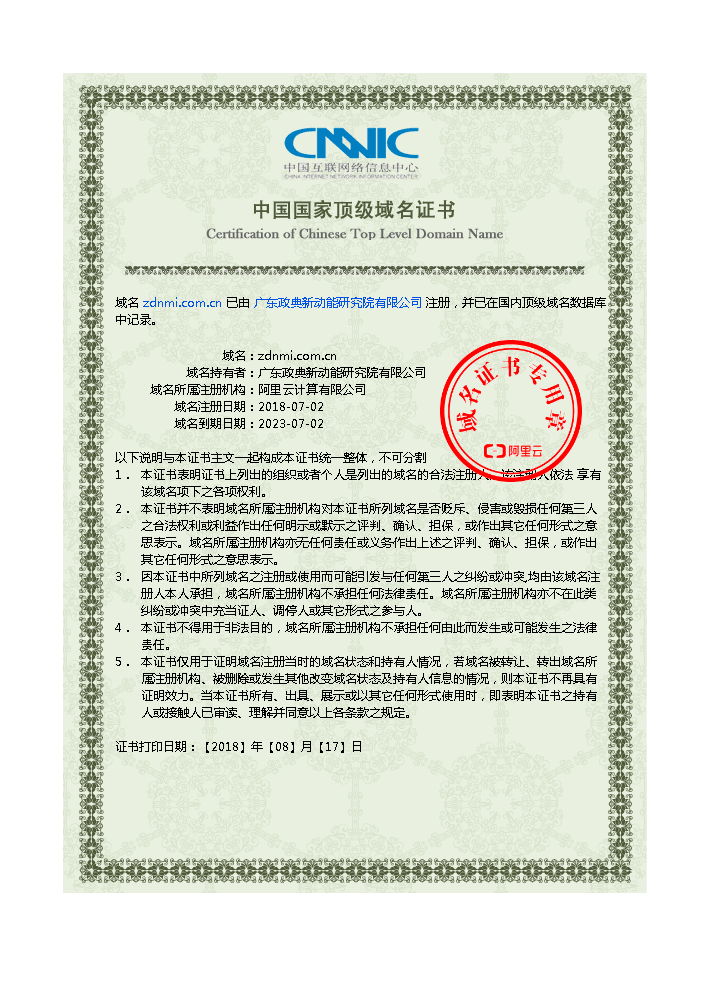 CNNIC
中国互联网络信息中心
CHINA INTERNET NETWORK INFORMATION CENTER
中国国家顶级域名证书
Certification of Chinese Top Level Domain Name
域名 zdnmi.com.cn 已由 广东政典新动能研究院有限公司 注册，并已在国内顶级域名数据库
中记录。
域名：zdnmi.com.cn
域名持有者：广东政典新动能研究院有限公司
域名所属注册机构：阿里云计算有限公司
域名注册日期：2018-07-02
域名到期日期：2023-07-02
域名证书专用章
阿里云
以下说明与本证书主文一起构成本证书统一整体，不可分割
1． 本证书表明证书上列出的组织或者个人是列出的域名的合法注册人。该注册人依法 享有
该域名项下之各项权利。
2． 本证书并不表明域名所属注册机构对本证书所列域名是否贬斥、侵害或毁损任何第三人
之合法权利或利益作出任何明示或默示之评判、确认、担保，或作出其它任何形式之意
思表示。域名所属注册机构亦无任何责任或义务作出上述之评判、确认、担保，或作出
其它任何形式之意思表示。
3． 因本证书中所列域名之注册或使用而可能引发与任何第三人之纠纷或冲突,均由该域名注
册人本人承担，域名所属注册机构不承担任何法律责任。域名所属注册机构亦不在此类
纠纷或冲突中充当证人、调停人或其它形式之参与人。
4． 本证书不得用于非法目的，域名所属注册机构不承担任何由此而发生或可能发生之法律
责任。
5． 本证书仅用于证明域名注册当时的域名状态和持有人情况，若域名被转让、转出域名所
属注册机构、被删除或发生其他改变域名状态及持有人信息的情况，则本证书不再具有
证明效力。当本证书所有、出具、展示或以其它任何形式使用时，即表明本证书之持有
人或接触人已审读、理解并同意以上各条款之规定。
证书打印日期：【2018】年【08】月【17】日